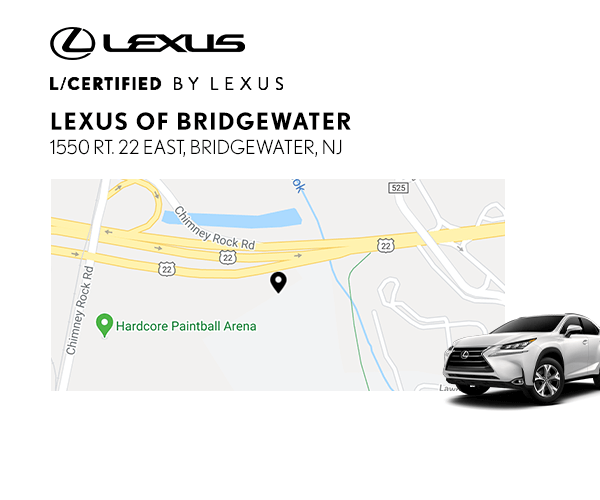 LEXUS
L/CERTIFIED BY LEXUS
LEXUS OF BRIDGEWATER
1550 RT. 22 EAST, BRIDGEWATER, NJ
ok
525
Chimney Rock Rd
22
22
22
Chimney Rock Rd
Hardcore Paintball Arena